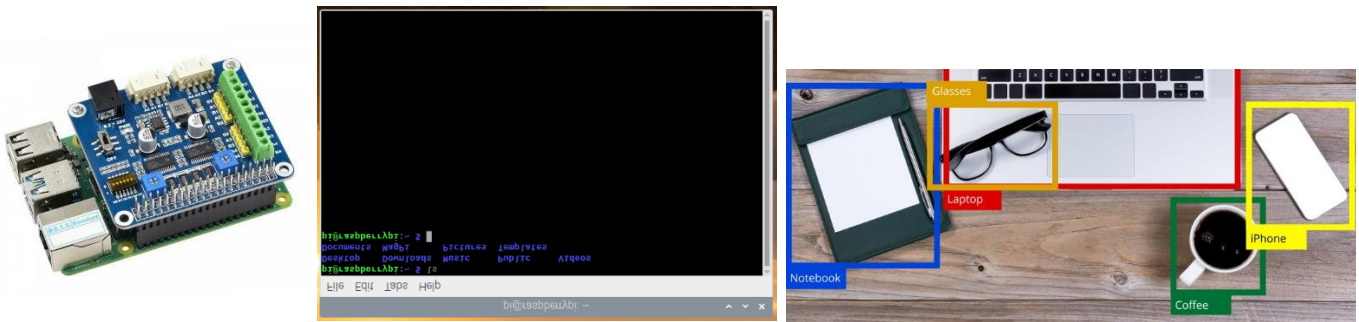 pi@raspberrypi: ~
File Edit Tabs Help
pi@raspberrypi:~ $ ls
Desktop Downloads Music Public Videos
Documents MagPi Pictures Templates
pi@raspberrypi:~ $
Glasses
Laptop
iPhone
Notebook
Coffee